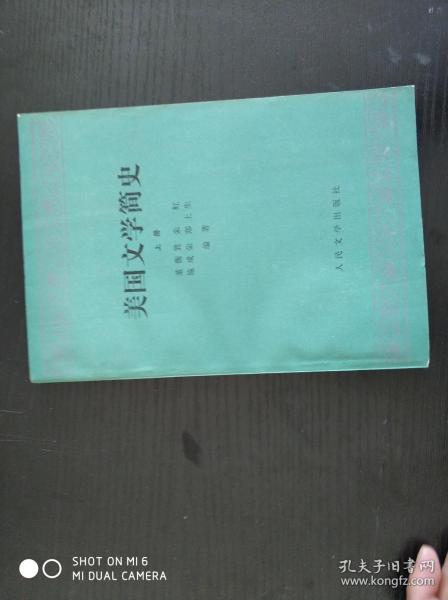 美国文学简史
上册
董衡巽 朱虹
施咸荣 郑土生
编著
人民文学出版社
SHOT ON MI 6
MI DUAL CAMERA
孔夫子旧书网
www.kongfz.com